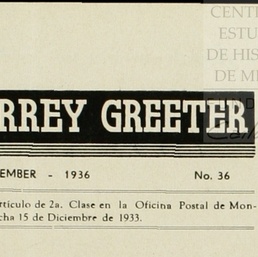 CENT
ESTU
DE HIS
DE M
RREY GREETER
EMBER - 1936 No. 36
rtículo de 2a. Clase en la Oficina Postal de Mon-
cha 15 de Diciembre de 1933.